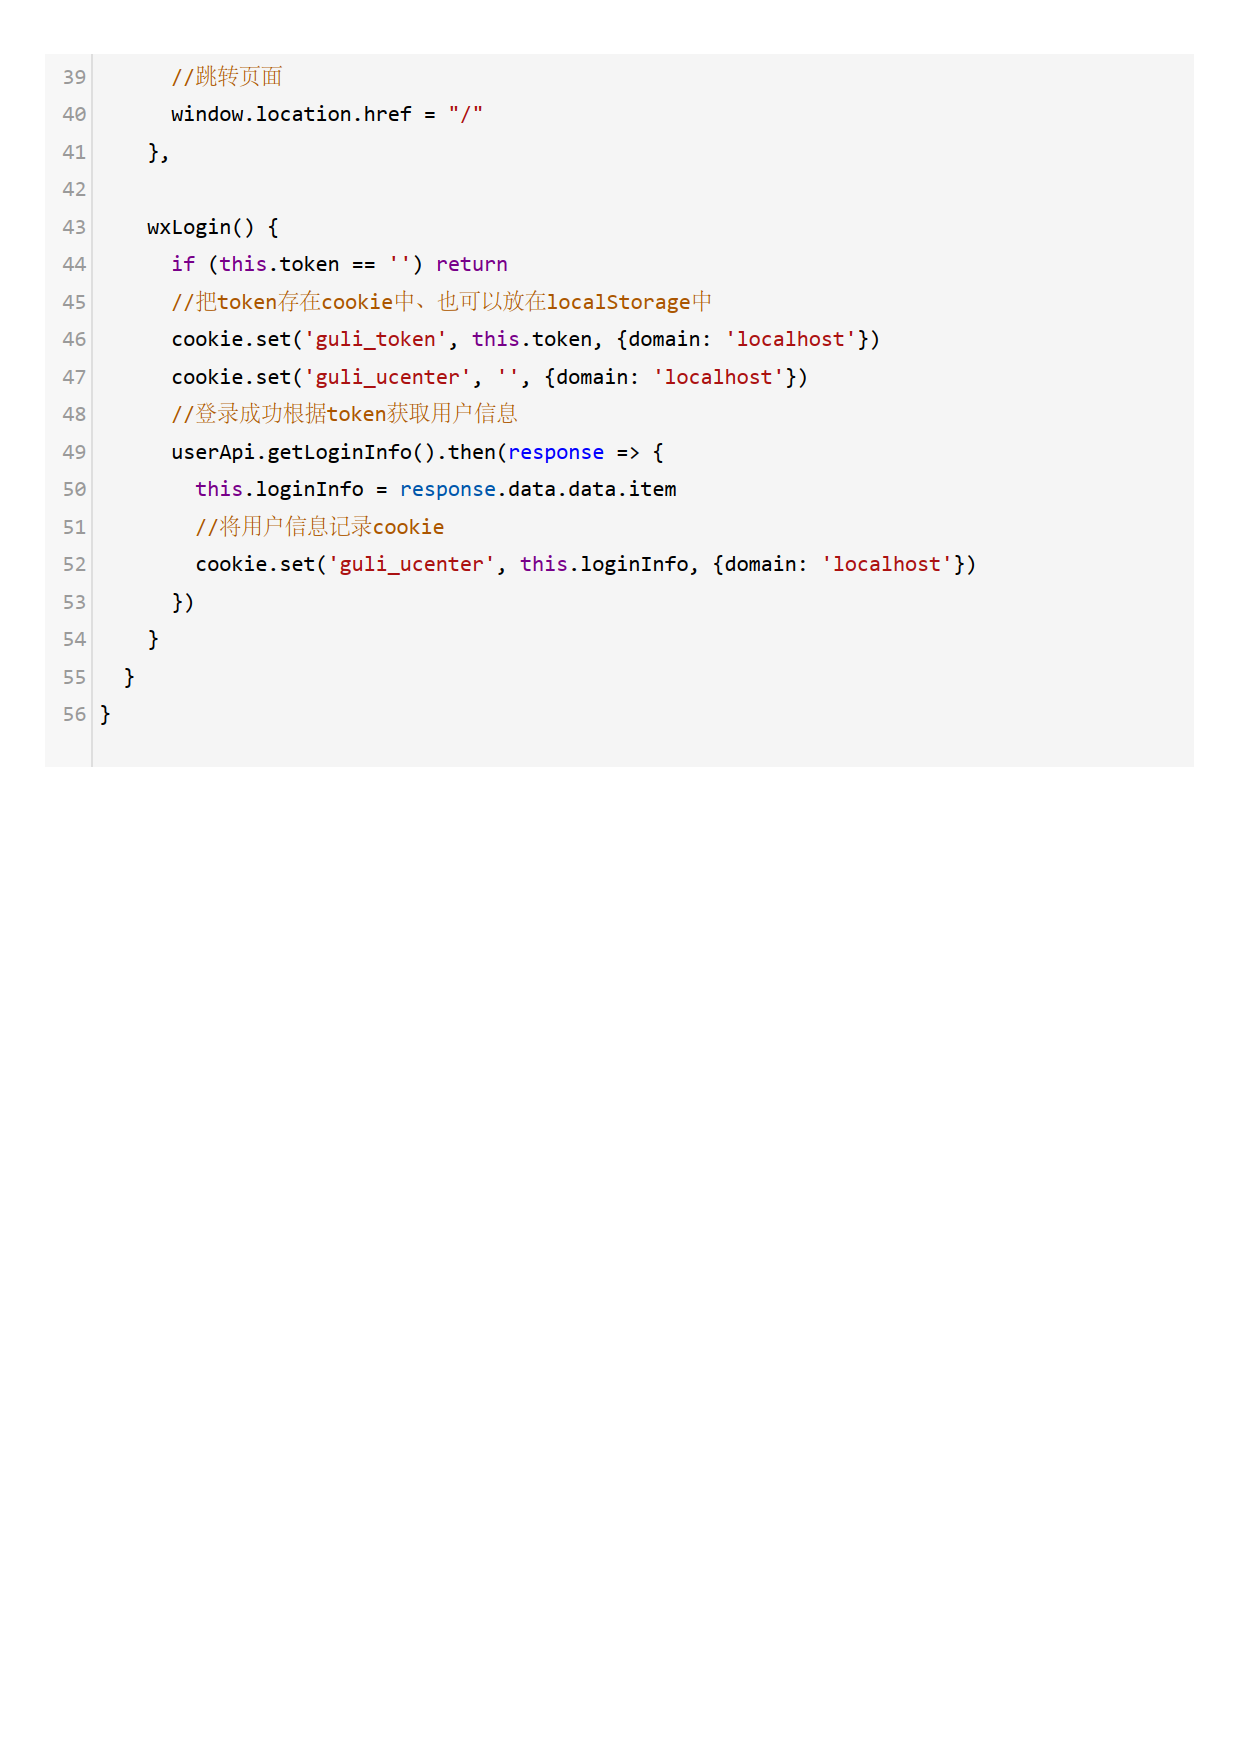 39       //跳转页面
40       window.location.href = "/"
41     },
42
43     wxLogin() {
44       if (this.token == '') return
45       //把token存在cookie中、也可以放在localStorage中
46       cookie.set('guli_token', this.token, {domain: 'localhost'})
47       cookie.set('guli_ucenter', '', {domain: 'localhost'})
48       //登录成功根据token获取用户信息
49       userApi.getLoginInfo().then(response => {
50         this.loginInfo = response.data.data.item
51         //将用户信息记录cookie
52         cookie.set('guli_ucenter', this.loginInfo, {domain: 'localhost'})
53       })
54     }
55   }
56 }